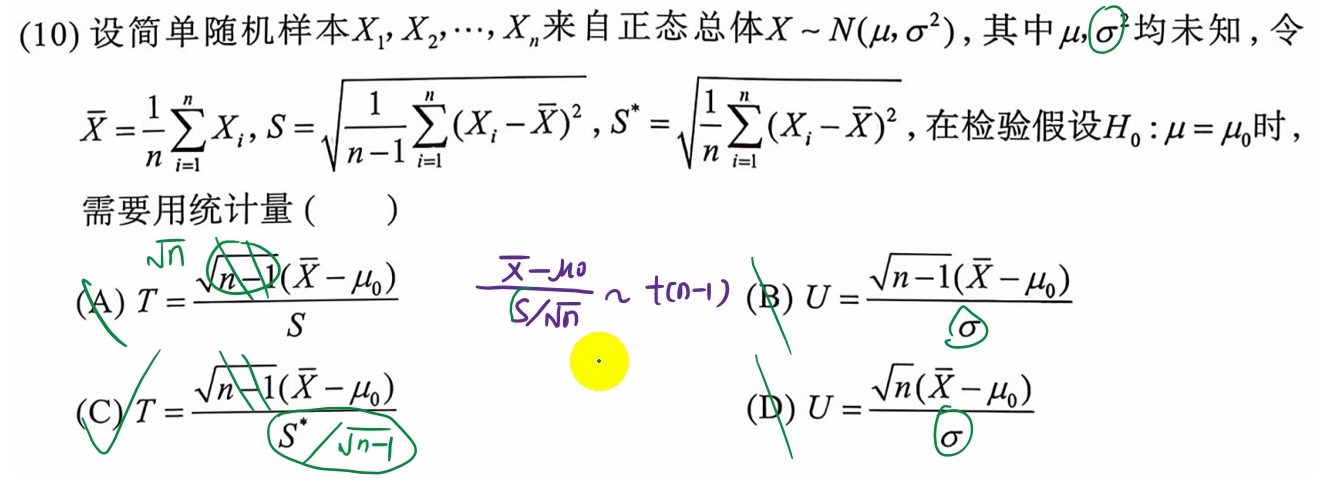 (10) 设简单随机样本X₁, X₂, ⋯, Xₙ来自正态总体X ~ N(μ, σ²), 其中μ, σ²均未知, 令
X̄ = 1/n ∑ᵢ₌₁ⁿ Xᵢ, S = √(1/(n−1) ∑ᵢ₌₁ⁿ (Xᵢ − X̄)²), S* = √(1/n ∑ᵢ₌₁ⁿ (Xᵢ − X̄)²), 在检验假设H₀ : μ = μ₀时,
需要用统计量 (　　)
√n
(A) T = √(n−1)(X̄ − μ₀) / S
(X̄ − μ₀) / (S/√n) ~ t(n−1)
(B) U = √(n−1)(X̄ − μ₀) / σ
(C) T = √(n−1)(X̄ − μ₀) / S* /√(n−1)
(D) U = √n(X̄ − μ₀) / σ